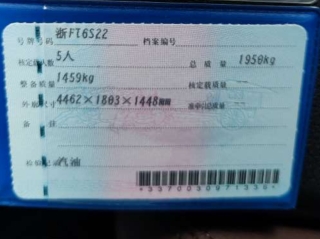 号牌号码 浙F16S22 档案编号
核定载人数 5人 总质量 1950kg
整备质量 1459kg 核定载质量
外廓尺寸 4462×1803×1448mm 准牵引总质量
备注
检验记录 汽油